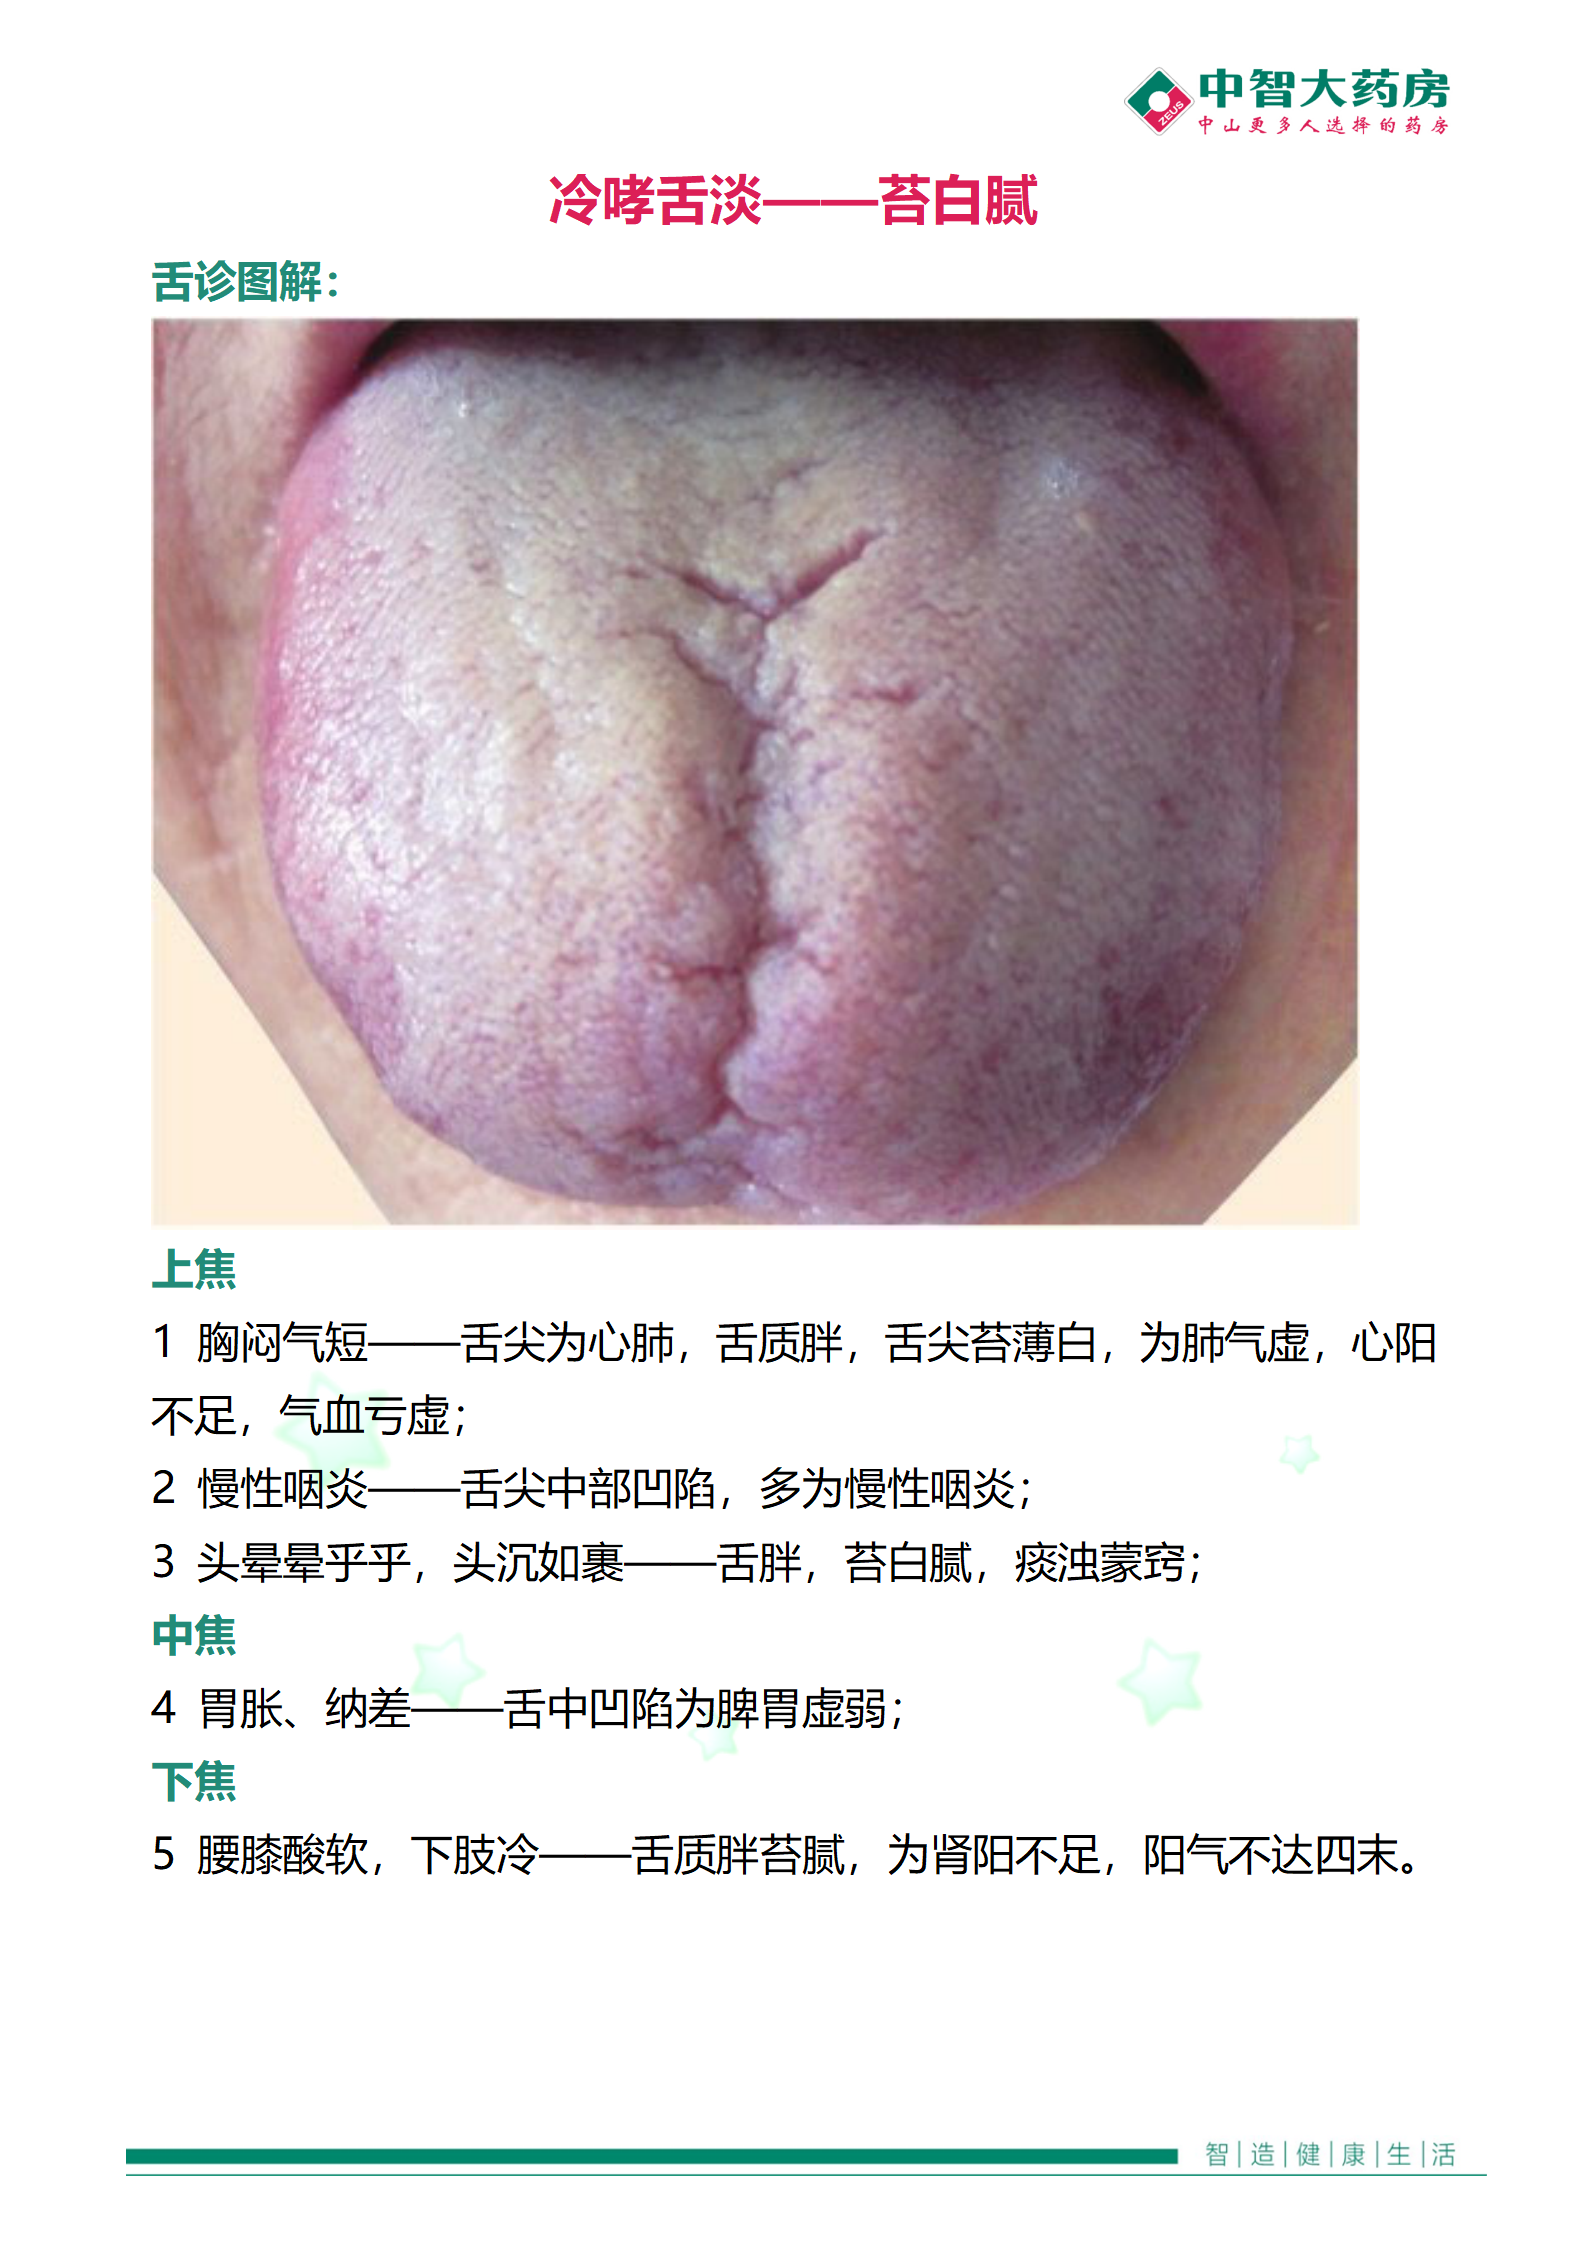 中智大药房
ZEUS
中山更多人选择的药房
冷哮舌淡——苔白腻
舌诊图解：
上焦
1 胸闷气短——舌尖为心肺，舌质胖，舌尖苔薄白，为肺气虚，心阳
不足，气血亏虚；
2 慢性咽炎——舌尖中部凹陷，多为慢性咽炎；
3 头晕晕乎乎，头沉如裹——舌胖，苔白腻，痰浊蒙窍；
中焦
4 胃胀、纳差——舌中凹陷为脾胃虚弱；
下焦
5 腰膝酸软，下肢冷——舌质胖苔腻，为肾阳不足，阳气不达四末。
智|造|健|康|生|活